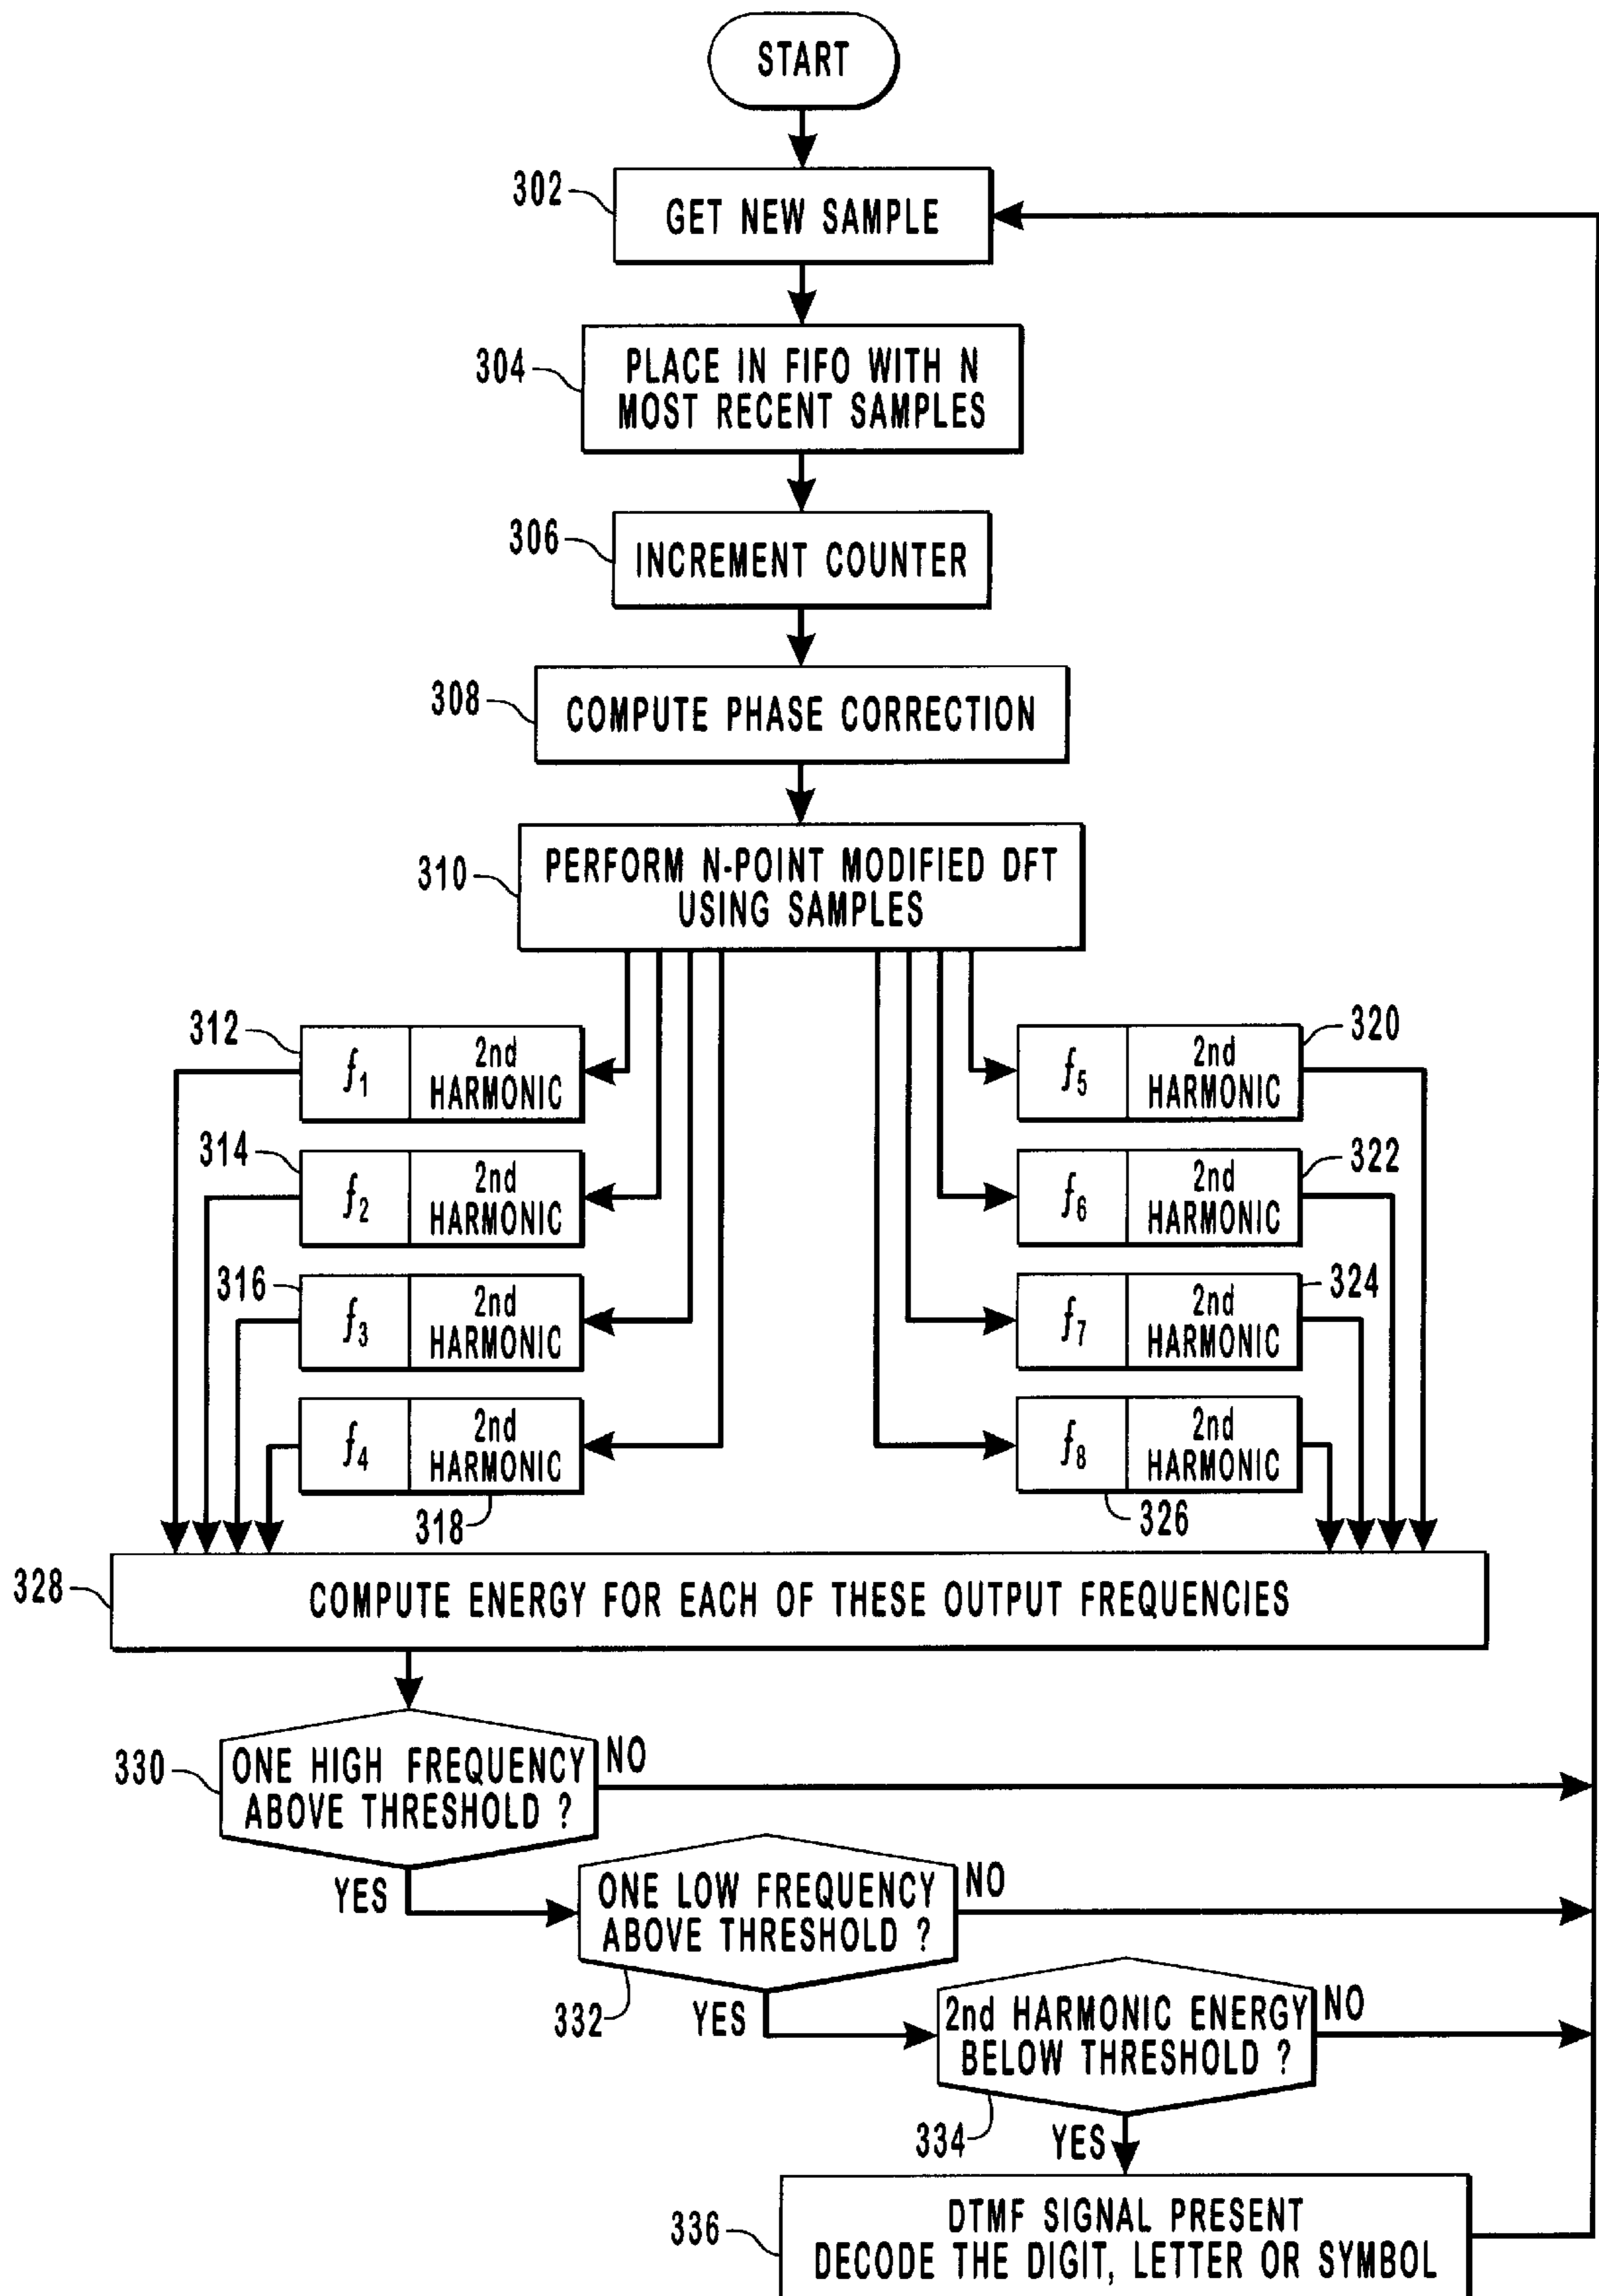 START
302
GET NEW SAMPLE
304
PLACE IN FIFO WITH N
MOST RECENT SAMPLES
306
INCREMENT COUNTER
308
COMPUTE PHASE CORRECTION
310
PERFORM N-POINT MODIFIED DFT
USING SAMPLES
312
f₁
2nd
HARMONIC
314
f₂
2nd
HARMONIC
316
f₃
2nd
HARMONIC
f₄
2nd
HARMONIC
318
320
f₅
2nd
HARMONIC
322
f₆
2nd
HARMONIC
324
f₇
2nd
HARMONIC
f₈
2nd
HARMONIC
326
328
COMPUTE ENERGY FOR EACH OF THESE OUTPUT FREQUENCIES
330
ONE HIGH FREQUENCY
ABOVE THRESHOLD ?
NO
YES
332
ONE LOW FREQUENCY
ABOVE THRESHOLD ?
NO
YES
334
2nd HARMONIC ENERGY
BELOW THRESHOLD ?
NO
YES
336
DTMF SIGNAL PRESENT
DECODE THE DIGIT, LETTER OR SYMBOL